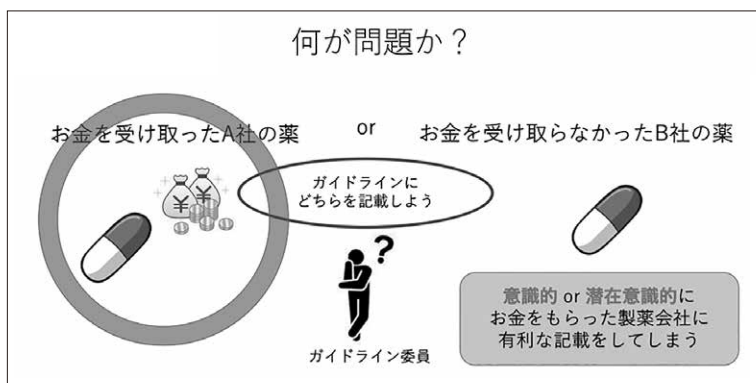 何が問題か？
お金を受け取ったA社の薬
or
お金を受け取らなかったB社の薬
ガイドラインに
どちらを記載しよう
¥
¥
?
ガイドライン委員
意識的 or 潜在意識的に
お金をもらった製薬会社に
有利な記載をしてしまう